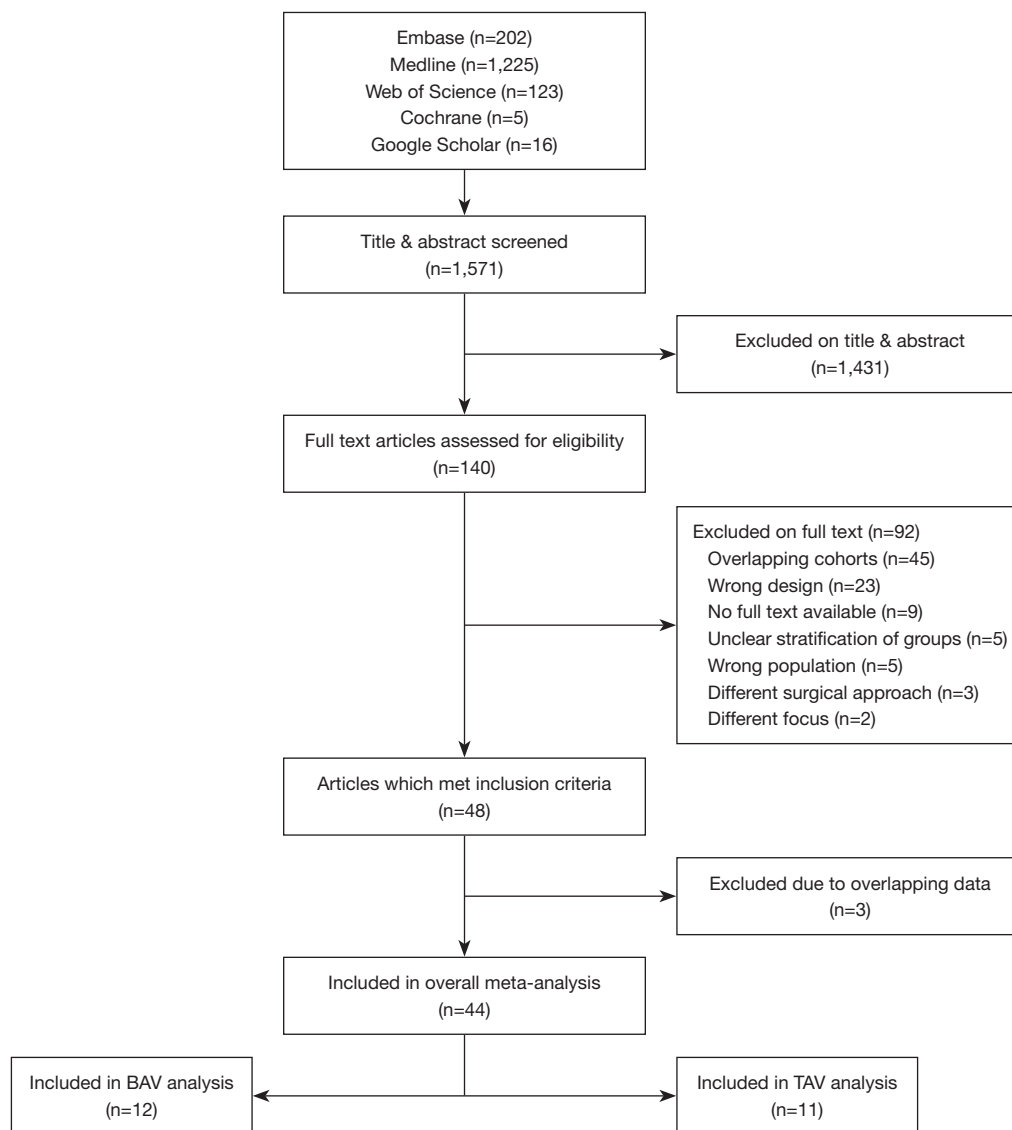 Embase (n=202)
Medline (n=1,225)
Web of Science (n=123)
Cochrane (n=5)
Google Scholar (n=16)
Title & abstract screened
(n=1,571)
Excluded on title & abstract
(n=1,431)
Full text articles assessed for eligibility
(n=140)
Excluded on full text (n=92)
Overlapping cohorts (n=45)
Wrong design (n=23)
No full text available (n=9)
Unclear stratification of groups (n=5)
Wrong population (n=5)
Different surgical approach (n=3)
Different focus (n=2)
Articles which met inclusion criteria
(n=48)
Excluded due to overlapping data
(n=3)
Included in overall meta-analysis
(n=44)
Included in BAV analysis
(n=12)
Included in TAV analysis
(n=11)